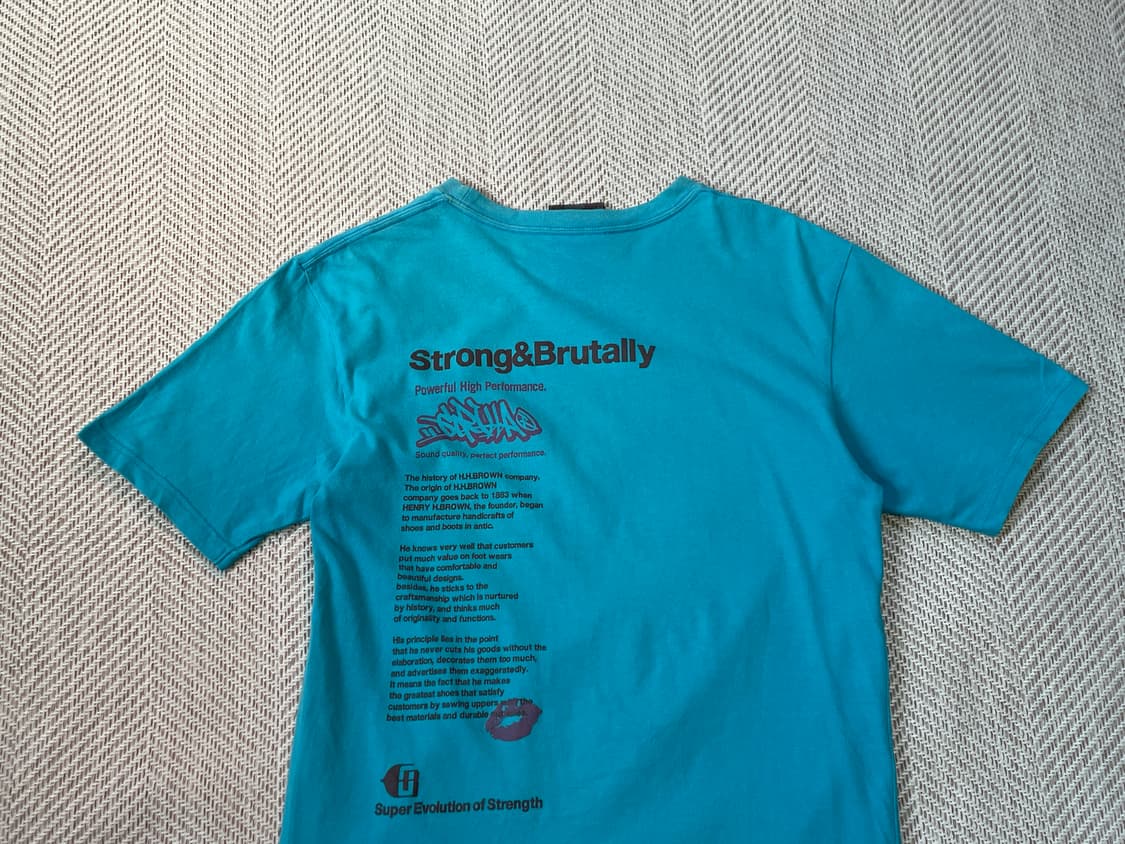 Strong&Brutally
Powerful High Performance.
Sound quality, perfect performance.
The history of H.H.BROWN company.
The origin of H.H.BROWN
company goes back to 1883 when
HENRY H.BROWN, the founder, began
to manufacture handicrafts of
shoes and boots in antic.
He knows very well that customers
put much value on foot wears
that have comfortable and
beautiful designs.
besides, he sticks to the
craftsmanship which is nurtured
by history, and thinks much
of originality and functions.
His principle lies in the point
that he never cuts his goods without the
elaboration, decorates them too much,
and advertises them exaggeratedly.
It means the fact that he makes
the greatest shoes that satisfy
customers by sewing uppers with the
best materials and durable
Super Evolution of Strength